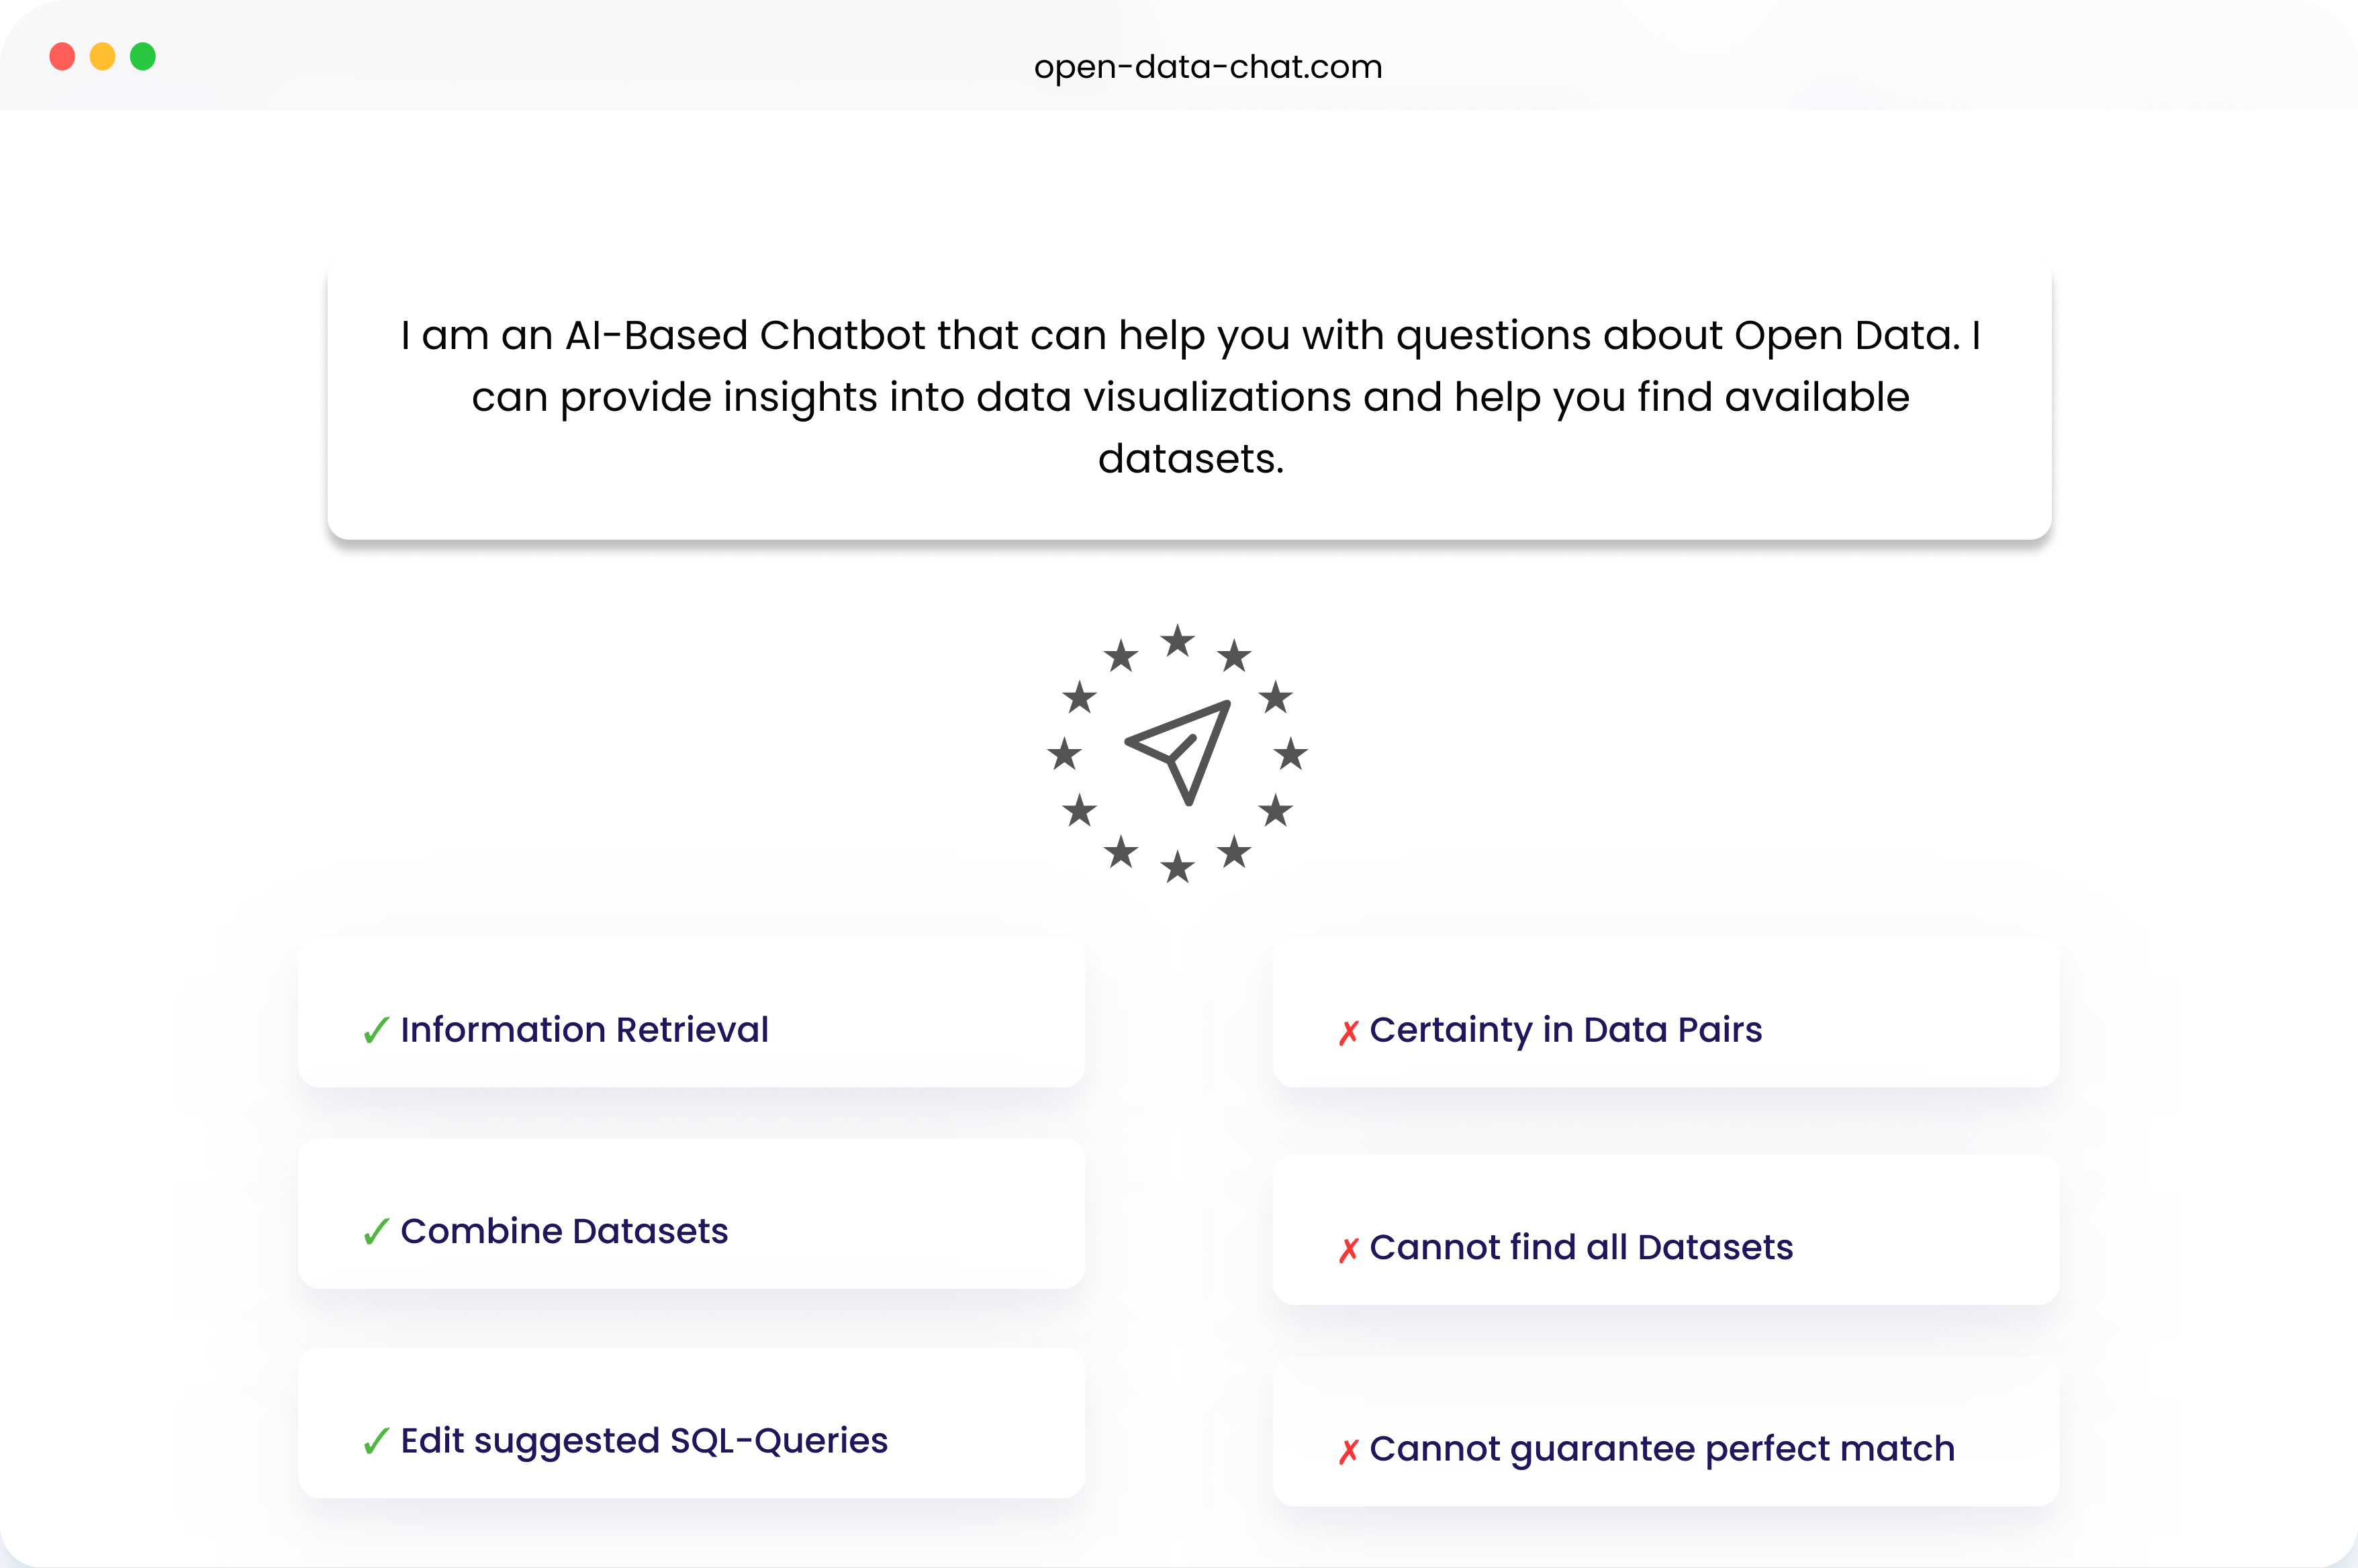 open-data-chat.com
I am an AI-Based Chatbot that can help you with questions about Open Data. I
can provide insights into data visualizations and help you find available
datasets.
✓ Information Retrieval
✓ Combine Datasets
✓ Edit suggested SQL-Queries
✗ Certainty in Data Pairs
✗ Cannot find all Datasets
✗ Cannot guarantee perfect match